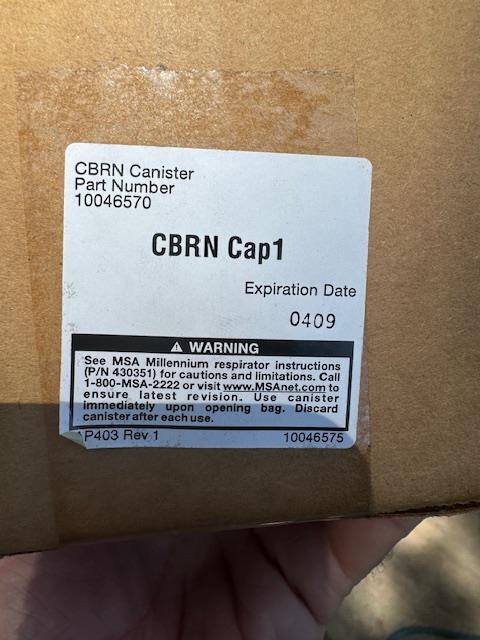 CBRN Canister
Part Number
10046570
CBRN Cap1
Expiration Date
0409
⚠ WARNING
See MSA Millennium respirator instructions
(P/N 430351) for cautions and limitations. Call
1-800-MSA-2222 or visit www.MSAnet.com to
ensure latest revision. Use canister
immediately upon opening bag. Discard
canister after each use.
P403 Rev 1 10046575